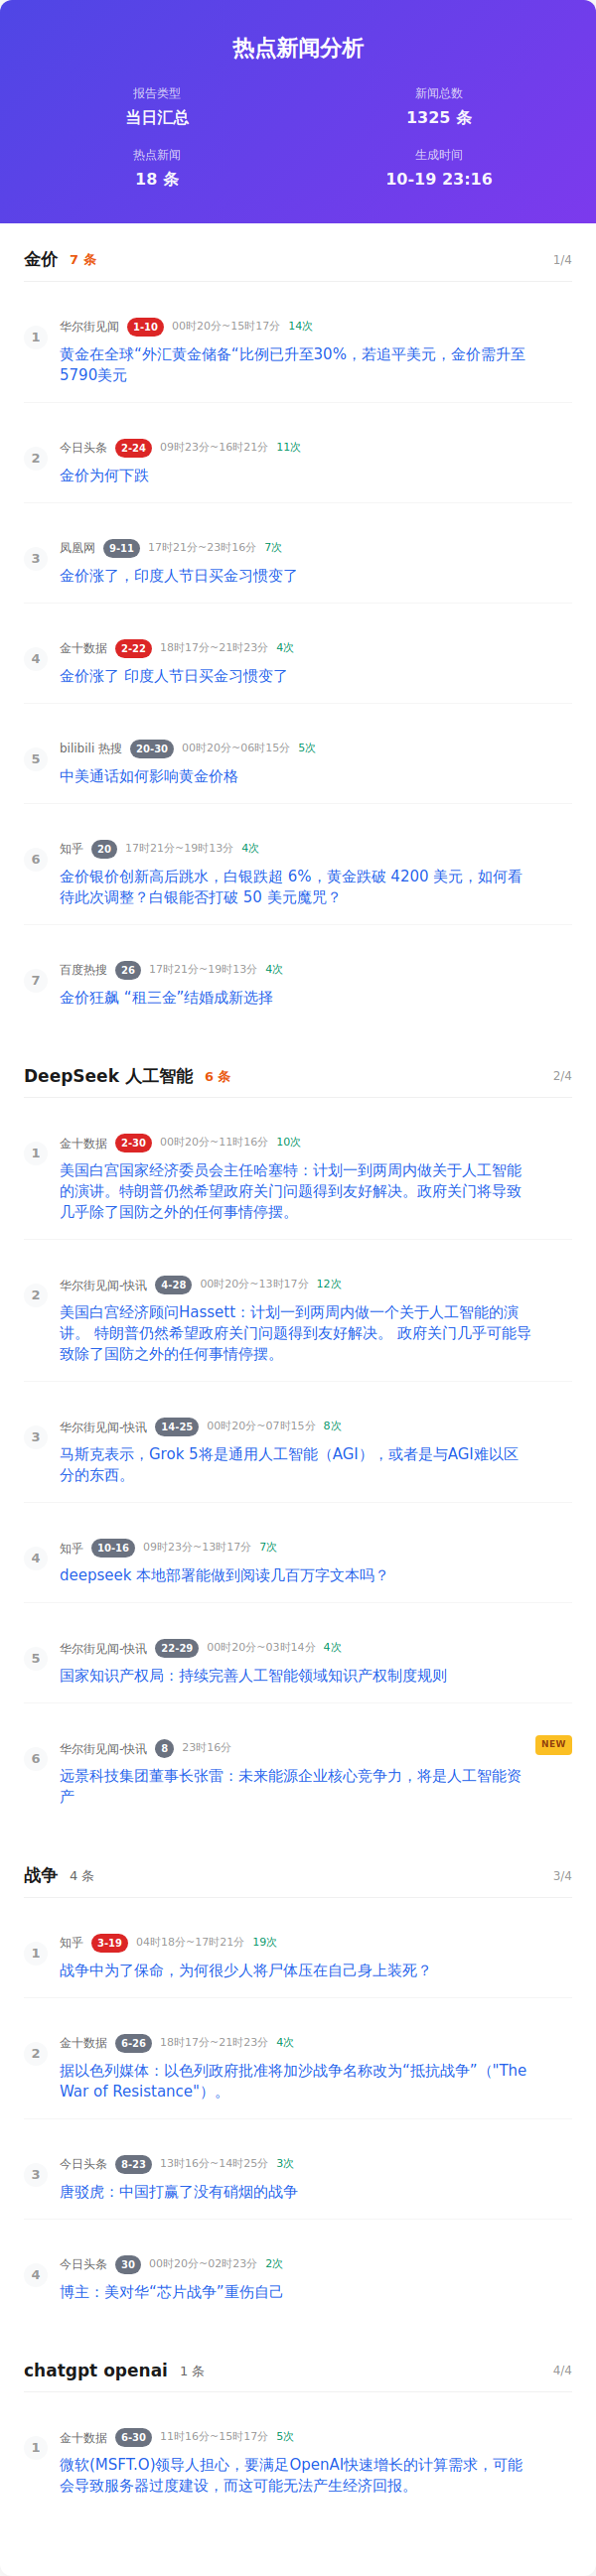 热点新闻分析
报告类型
当日汇总
新闻总数
1325 条
热点新闻
18 条
生成时间
10-19 23:16
金价 7 条 1/4
1 华尔街见闻 1-10 00时20分~15时17分 14次
黄金在全球“外汇黄金储备“比例已升至30%，若追平美元，金价需升至
5790美元
2 今日头条 2-24 09时23分~16时21分 11次
金价为何下跌
3 凤凰网 9-11 17时21分~23时16分 7次
金价涨了，印度人节日买金习惯变了
4 金十数据 2-22 18时17分~21时23分 4次
金价涨了 印度人节日买金习惯变了
5 bilibili 热搜 20-30 00时20分~06时15分 5次
中美通话如何影响黄金价格
6 知乎 20 17时21分~19时13分 4次
金价银价创新高后跳水，白银跌超 6%，黄金跌破 4200 美元，如何看
待此次调整？白银能否打破 50 美元魔咒？
7 百度热搜 26 17时21分~19时13分 4次
金价狂飙 “租三金”结婚成新选择
DeepSeek 人工智能 6 条 2/4
1 金十数据 2-30 00时20分~11时16分 10次
美国白宫国家经济委员会主任哈塞特：计划一到两周内做关于人工智能
的演讲。特朗普仍然希望政府关门问题得到友好解决。政府关门将导致
几乎除了国防之外的任何事情停摆。
2 华尔街见闻-快讯 4-28 00时20分~13时17分 12次
美国白宫经济顾问Hassett：计划一到两周内做一个关于人工智能的演
讲。 特朗普仍然希望政府关门问题得到友好解决。 政府关门几乎可能导
致除了国防之外的任何事情停摆。
3 华尔街见闻-快讯 14-25 00时20分~07时15分 8次
马斯克表示，Grok 5将是通用人工智能（AGI），或者是与AGI难以区
分的东西。
4 知乎 10-16 09时23分~13时17分 7次
deepseek 本地部署能做到阅读几百万字文本吗？
5 华尔街见闻-快讯 22-29 00时20分~03时14分 4次
国家知识产权局：持续完善人工智能领域知识产权制度规则
6 华尔街见闻-快讯 8 23时16分 NEW
远景科技集团董事长张雷：未来能源企业核心竞争力，将是人工智能资
产
战争 4 条 3/4
1 知乎 3-19 04时18分~17时21分 19次
战争中为了保命，为何很少人将尸体压在自己身上装死？
2 金十数据 6-26 18时17分~21时23分 4次
据以色列媒体：以色列政府批准将加沙战争名称改为“抵抗战争”（"The
War of Resistance"）。
3 今日头条 8-23 13时16分~14时25分 3次
唐驳虎：中国打赢了没有硝烟的战争
4 今日头条 30 00时20分~02时23分 2次
博主：美对华“芯片战争”重伤自己
chatgpt openai 1 条 4/4
1 金十数据 6-30 11时16分~15时17分 5次
微软(MSFT.O)领导人担心，要满足OpenAI快速增长的计算需求，可能
会导致服务器过度建设，而这可能无法产生经济回报。